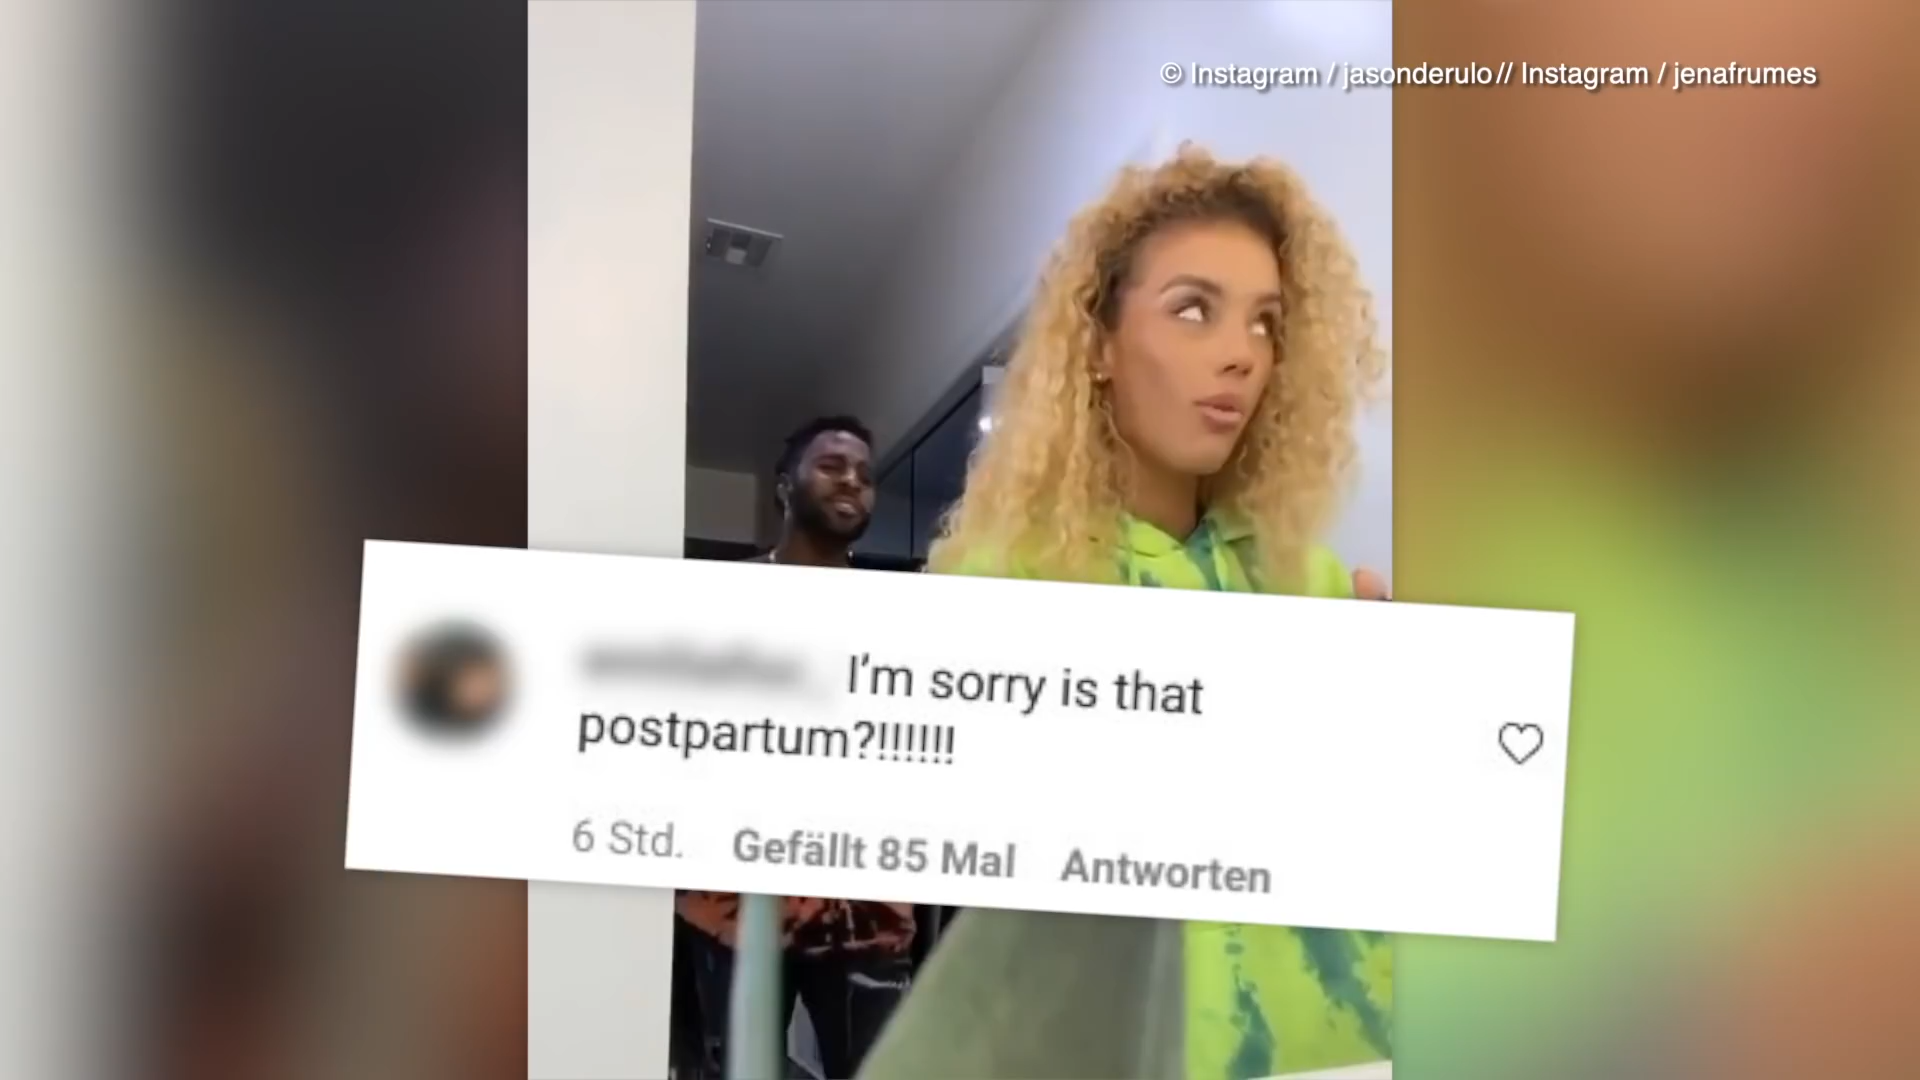 © Instagram / jasonderulo // Instagram / jenafrumes
I'm sorry is that
postpartum?!!!!!!!
6 Std. Gefällt 85 Mal Antworten